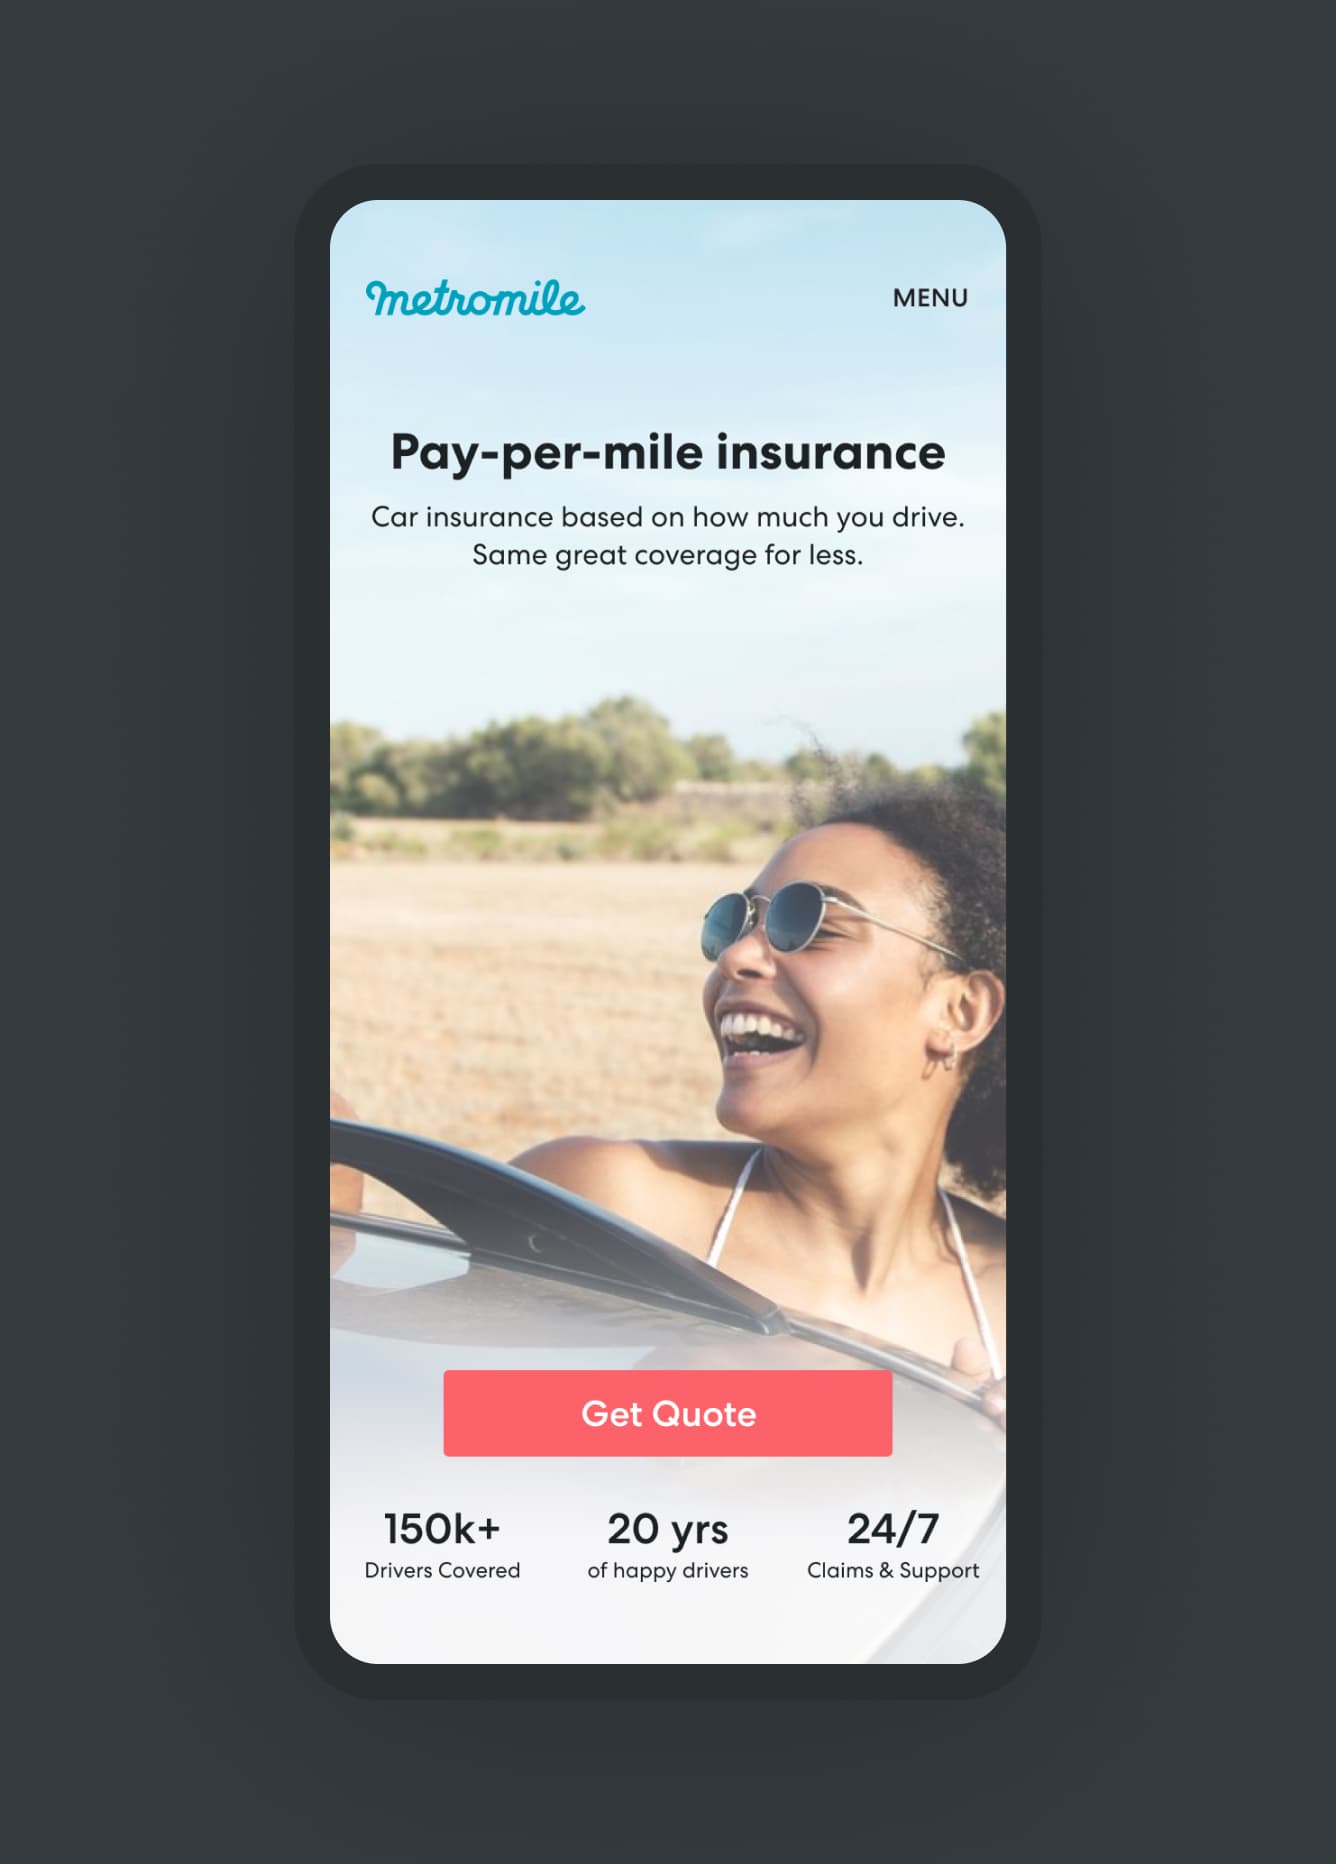 metromile
MENU
Pay-per-mile insurance
Car insurance based on how much you drive.
Same great coverage for less.
Get Quote
150k+
Drivers Covered
20 yrs
of happy drivers
24/7
Claims & Support